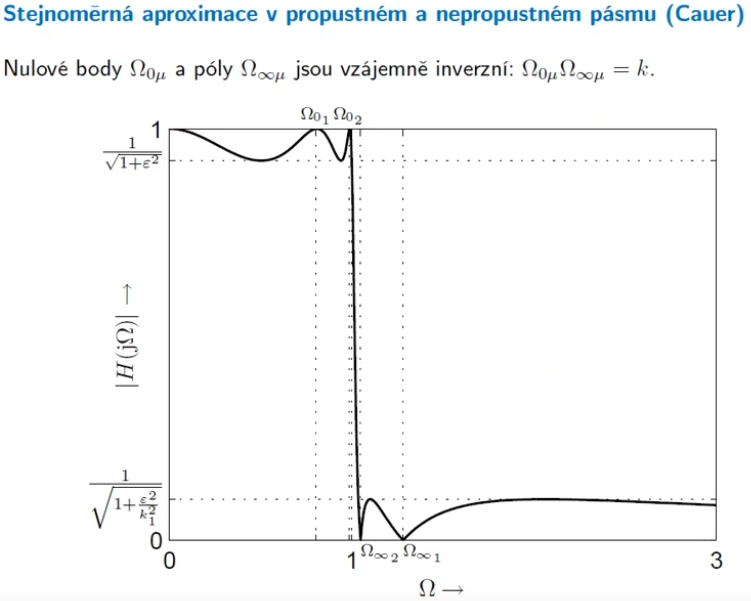 Stejnoměrná aproximace v propustném a nepropustném pásmu (Cauer)
Nulové body Ω₀μ a póly Ω∞μ jsou vzájemně inverzní: Ω₀μΩ∞μ = k.
Ω₀₁ Ω₀₂
1
1/√(1+ε²)
|H(jΩ)| →
1/√(1+ε²/k₁²)
0
0 1 Ω∞₂ Ω∞₁ 3
Ω →